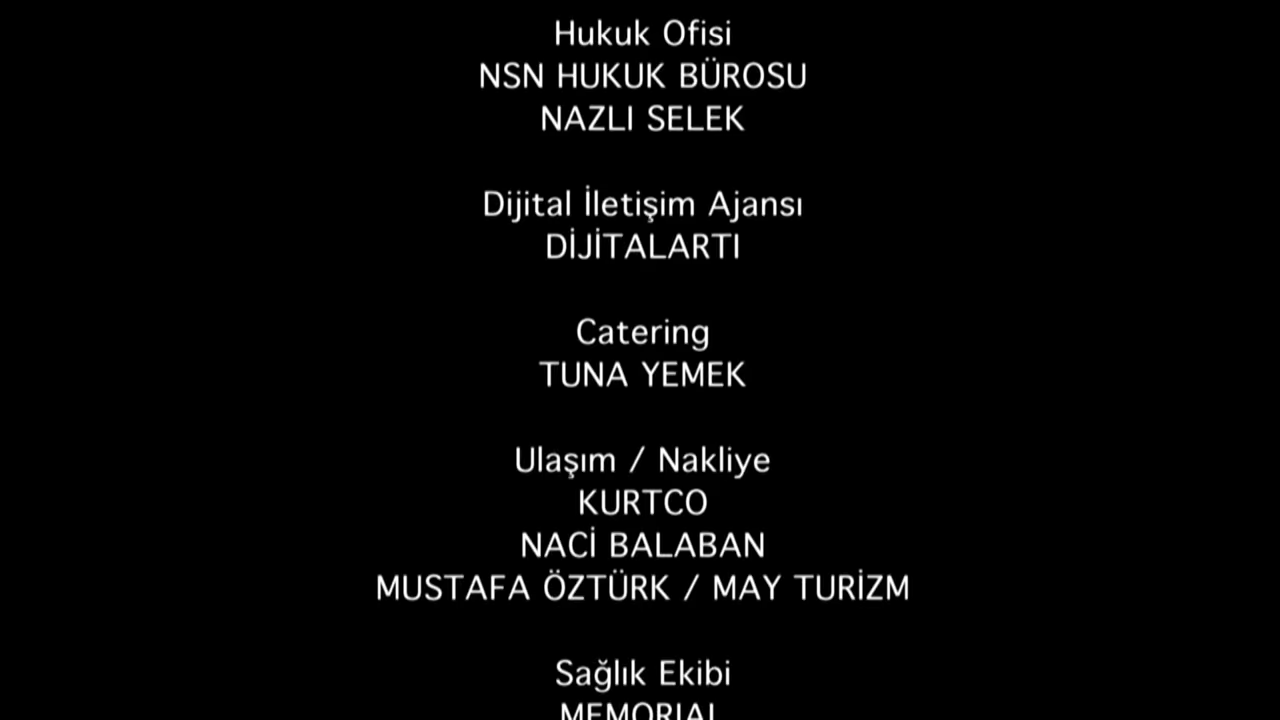 Hukuk Ofisi
NSN HUKUK BÜROSU
NAZLI SELEK
Dijital İletişim Ajansı
DİJİTALARTI
Catering
TUNA YEMEK
Ulaşım / Nakliye
KURTCO
NACİ BALABAN
MUSTAFA ÖZTÜRK / MAY TURİZM
Sağlık Ekibi
MEMORIAL